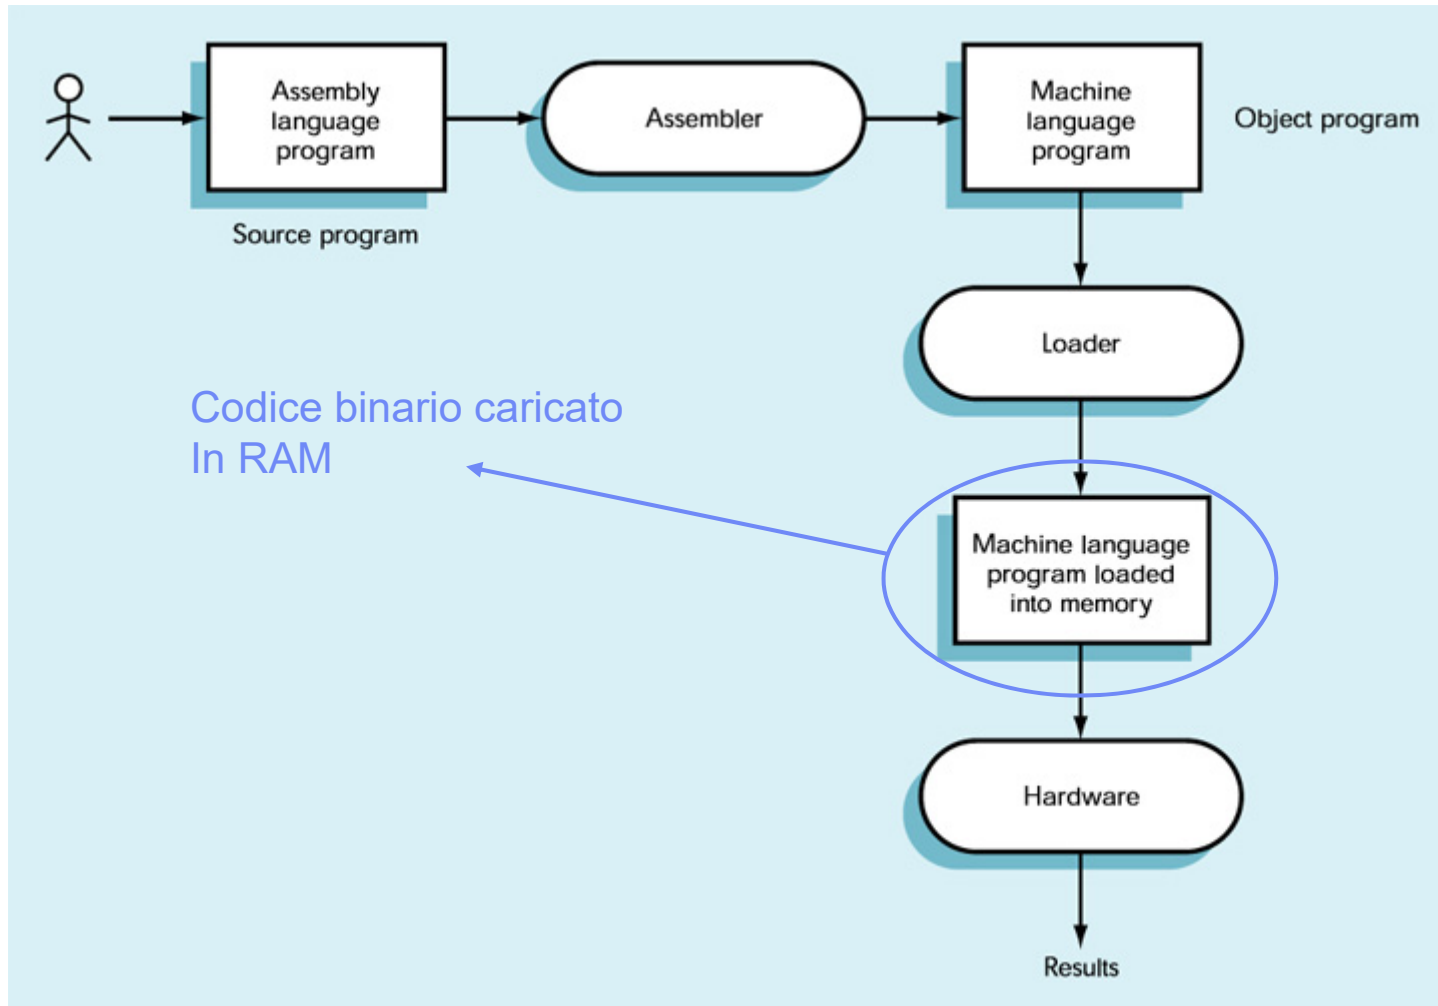 Assembly
language
program
Source program
Assembler
Machine
language
program
Object program
Loader
Codice binario caricato
In RAM
Machine language
program loaded
into memory
Hardware
Results